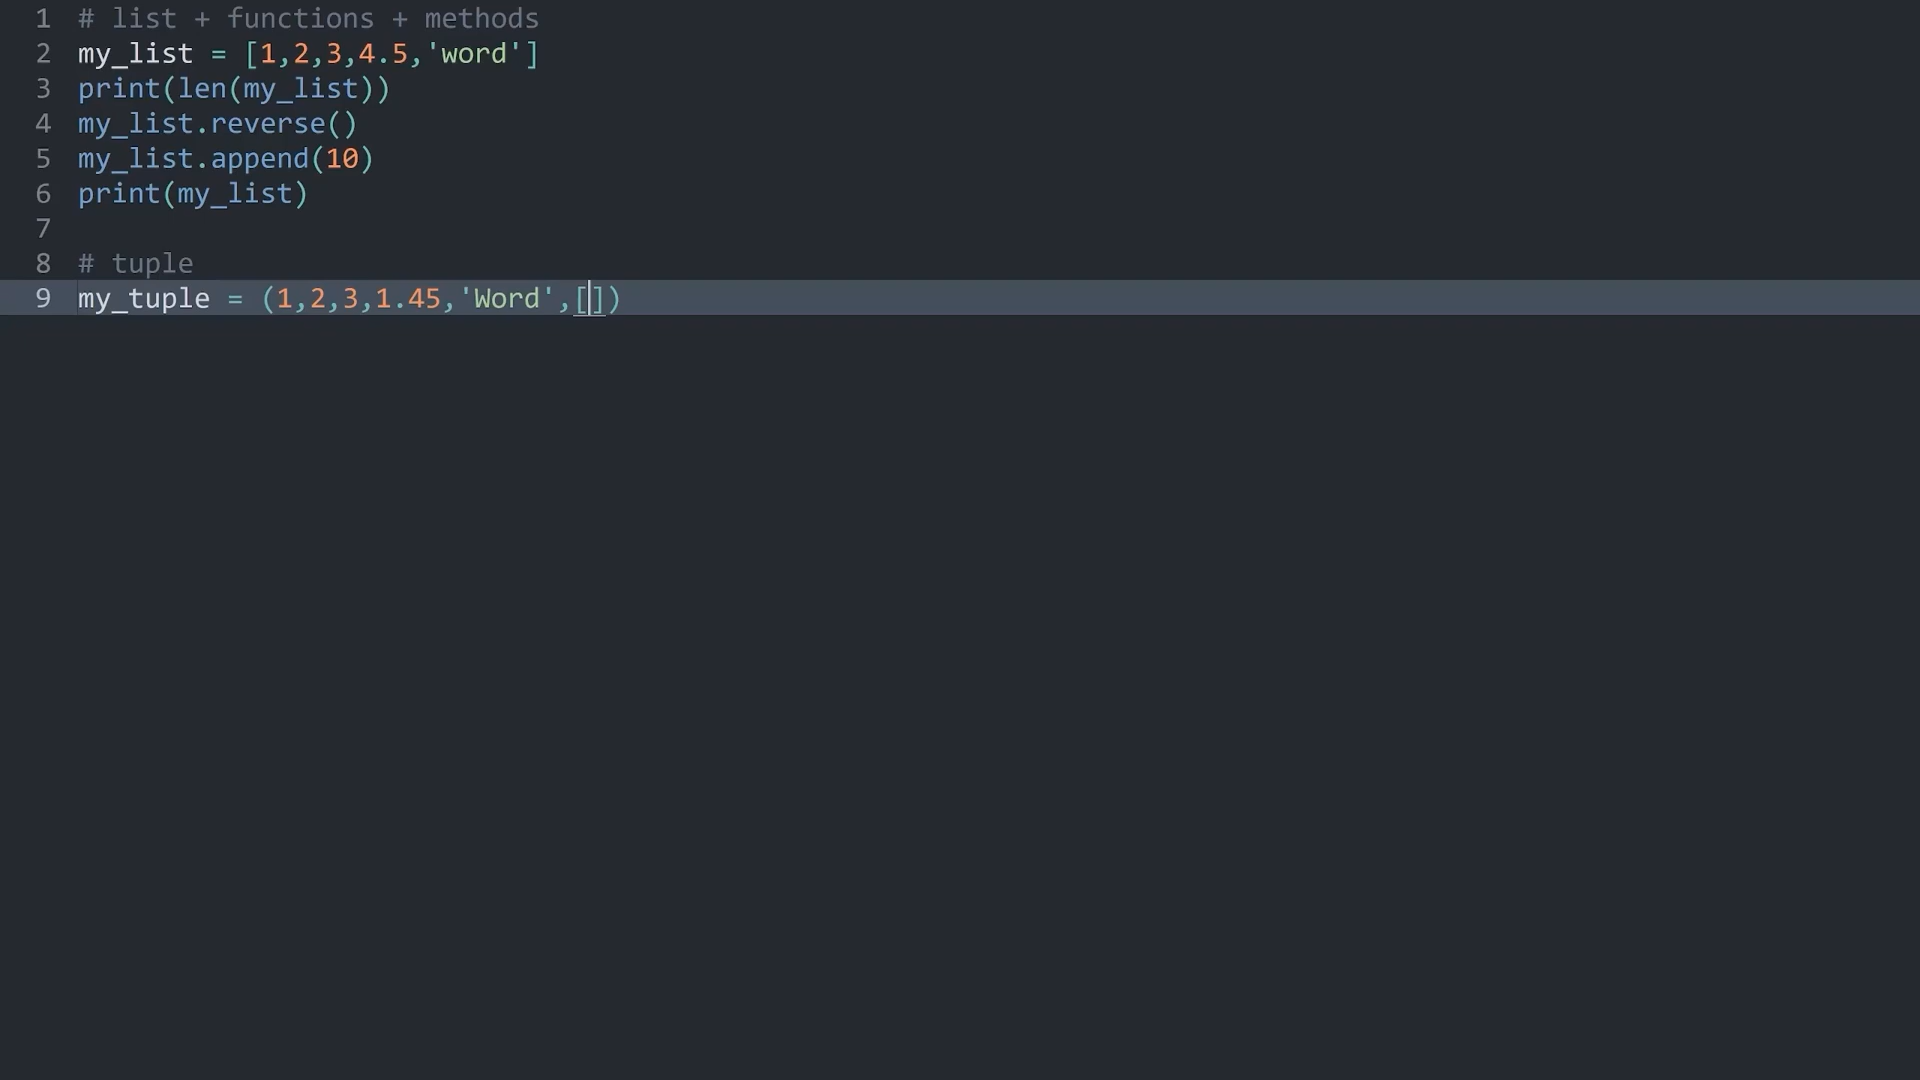 1 # list + functions + methods
2 my_list = [1,2,3,4.5,'word']
3 print(len(my_list))
4 my_list.reverse()
5 my_list.append(10)
6 print(my_list)
7
8 # tuple
9 my_tuple = (1,2,3,1.45,'Word',[])